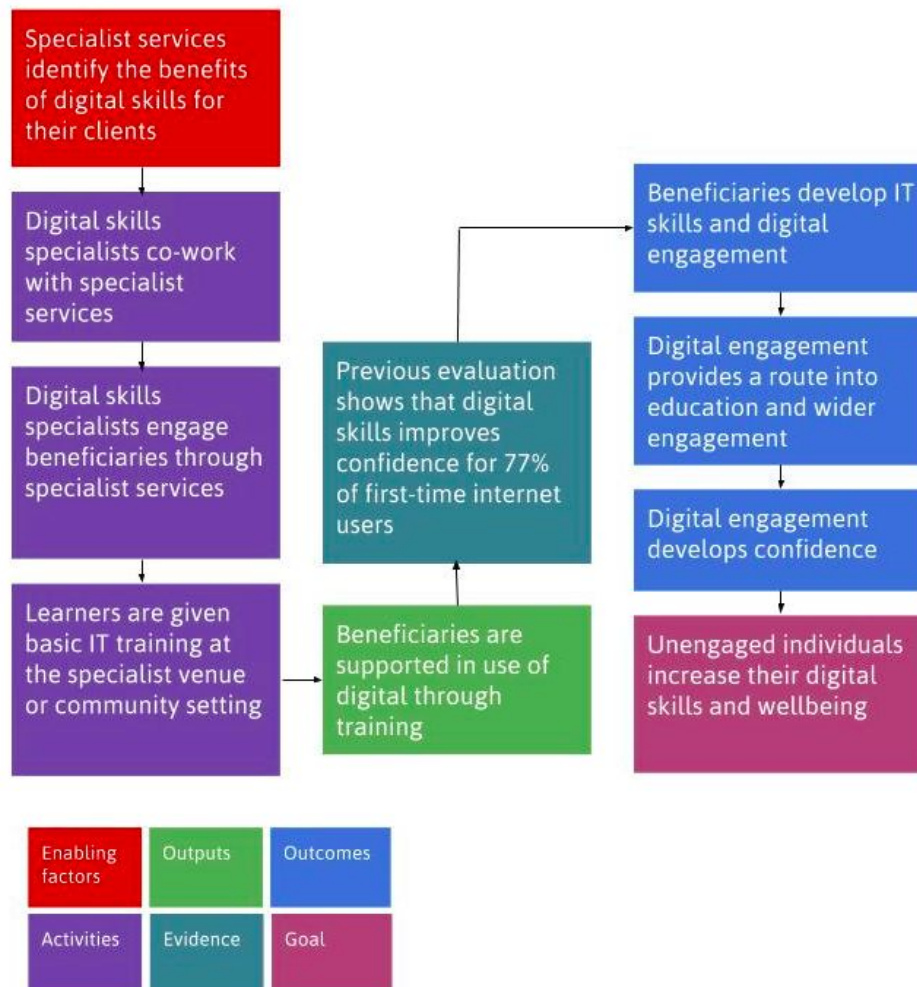 Specialist services
identify the benefits
of digital skills for
their clients
Digital skills
specialists co-work
with specialist
services
Digital skills
specialists engage
beneficiaries through
specialist services
Learners are given
basic IT training at
the specialist venue
or community setting
Beneficiaries are
supported in use of
digital through
training
Previous evaluation
shows that digital
skills improves
confidence for 77%
of first-time internet
users
Beneficiaries develop IT
skills and digital
engagement
Digital engagement
provides a route into
education and wider
engagement
Digital engagement
develops confidence
Unengaged individuals
increase their digital
skills and wellbeing
Enabling
factors
Outputs
Outcomes
Activities
Evidence
Goal